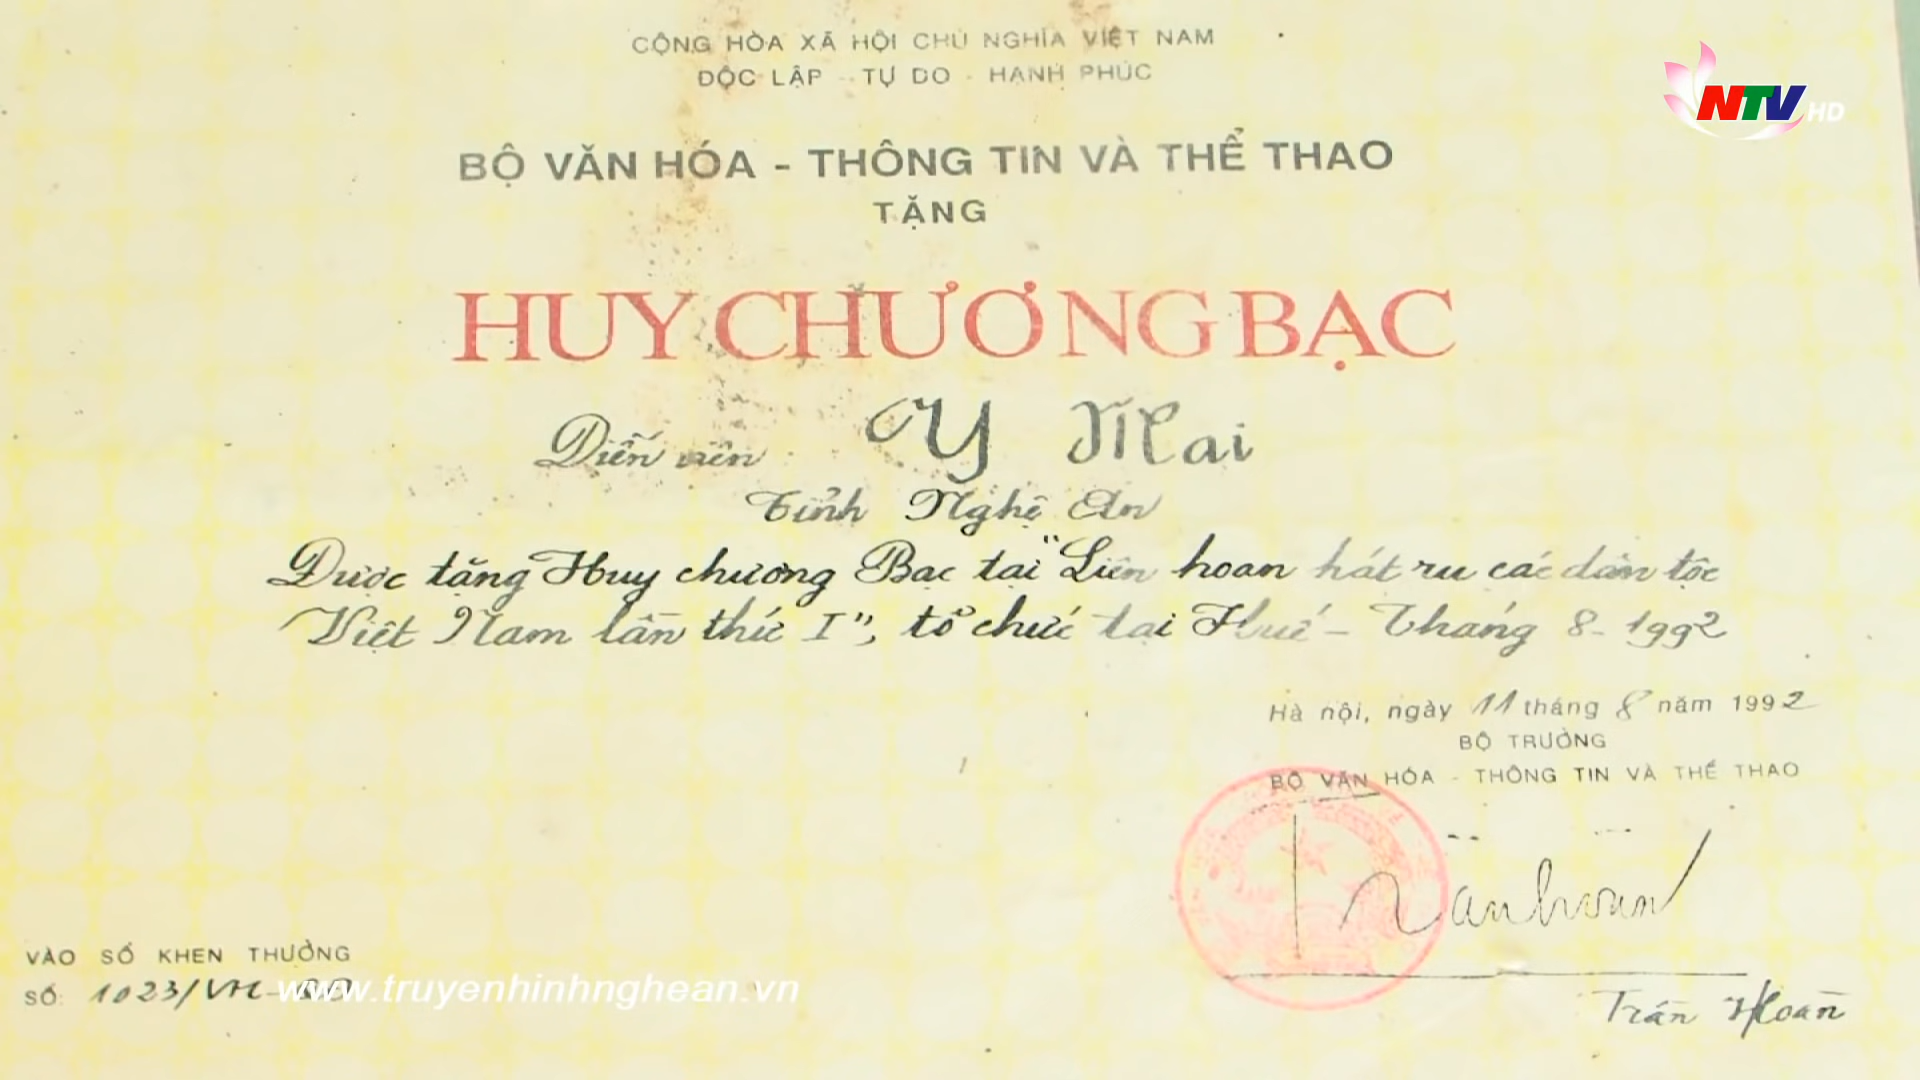 CỘNG HÒA XÃ HỘI CHỦ NGHĨA VIỆT NAM
ĐỘC LẬP - TỰ DO - HẠNH PHÚC
NTV HD
BỘ VĂN HÓA - THÔNG TIN VÀ THỂ THAO
TẶNG
HUY CHƯƠNG BẠC
Diễn viên Y Mai
Tỉnh Nghệ An
Được tặng Huy chương Bạc tại "Liên hoan hát ru các dân tộc
Việt Nam lần thứ I", tổ chức tại Huế - Tháng 8-1992
Hà nội, ngày 11 tháng 8 năm 1992
BỘ TRƯỞNG
BỘ VĂN HÓA - THÔNG TIN VÀ THỂ THAO
Trần Hoàn
VÀO SỔ KHEN THƯỞNG
SỐ: 1023/VH-
www.truyenhinhnghean.vn
Trần Hoàn